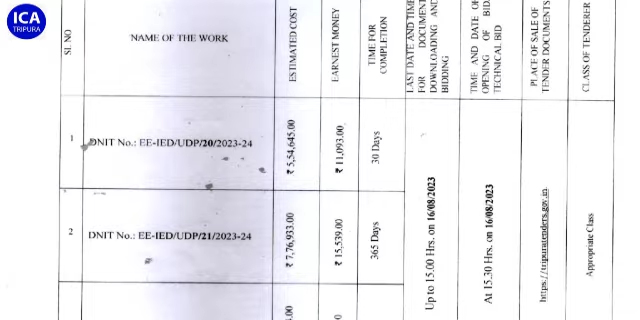 ICA
TRIPURA
SI. NO
NAME OF THE WORK
ESTIMATED COST
EARNEST MONEY
TIME FOR
COMPLETION
LAST DATE AND TIME
FOR DOCUMENT
DOWNLOADING AND
BIDDING
TIME AND DATE OF
OPENING OF BID/
TECHNICAL BID
PLACE OF SALE OF
TENDER DOCUMENTS
CLASS OF TENDERER
1
DNIT No.: EE-IED/UDP/20/2023-24
₹ 5,54,645.00
₹ 11,093.00
30 Days
2
DNIT No.: EE-IED/UDP/21/2023-24
₹ 7,76,933.00
₹ 15,539.00
365 Days
Up to 15.00 Hrs. on 16/08/2023
At 15.30 Hrs. on 16/08/2023
https://tripuratenders.gov.in
Appropriate Class